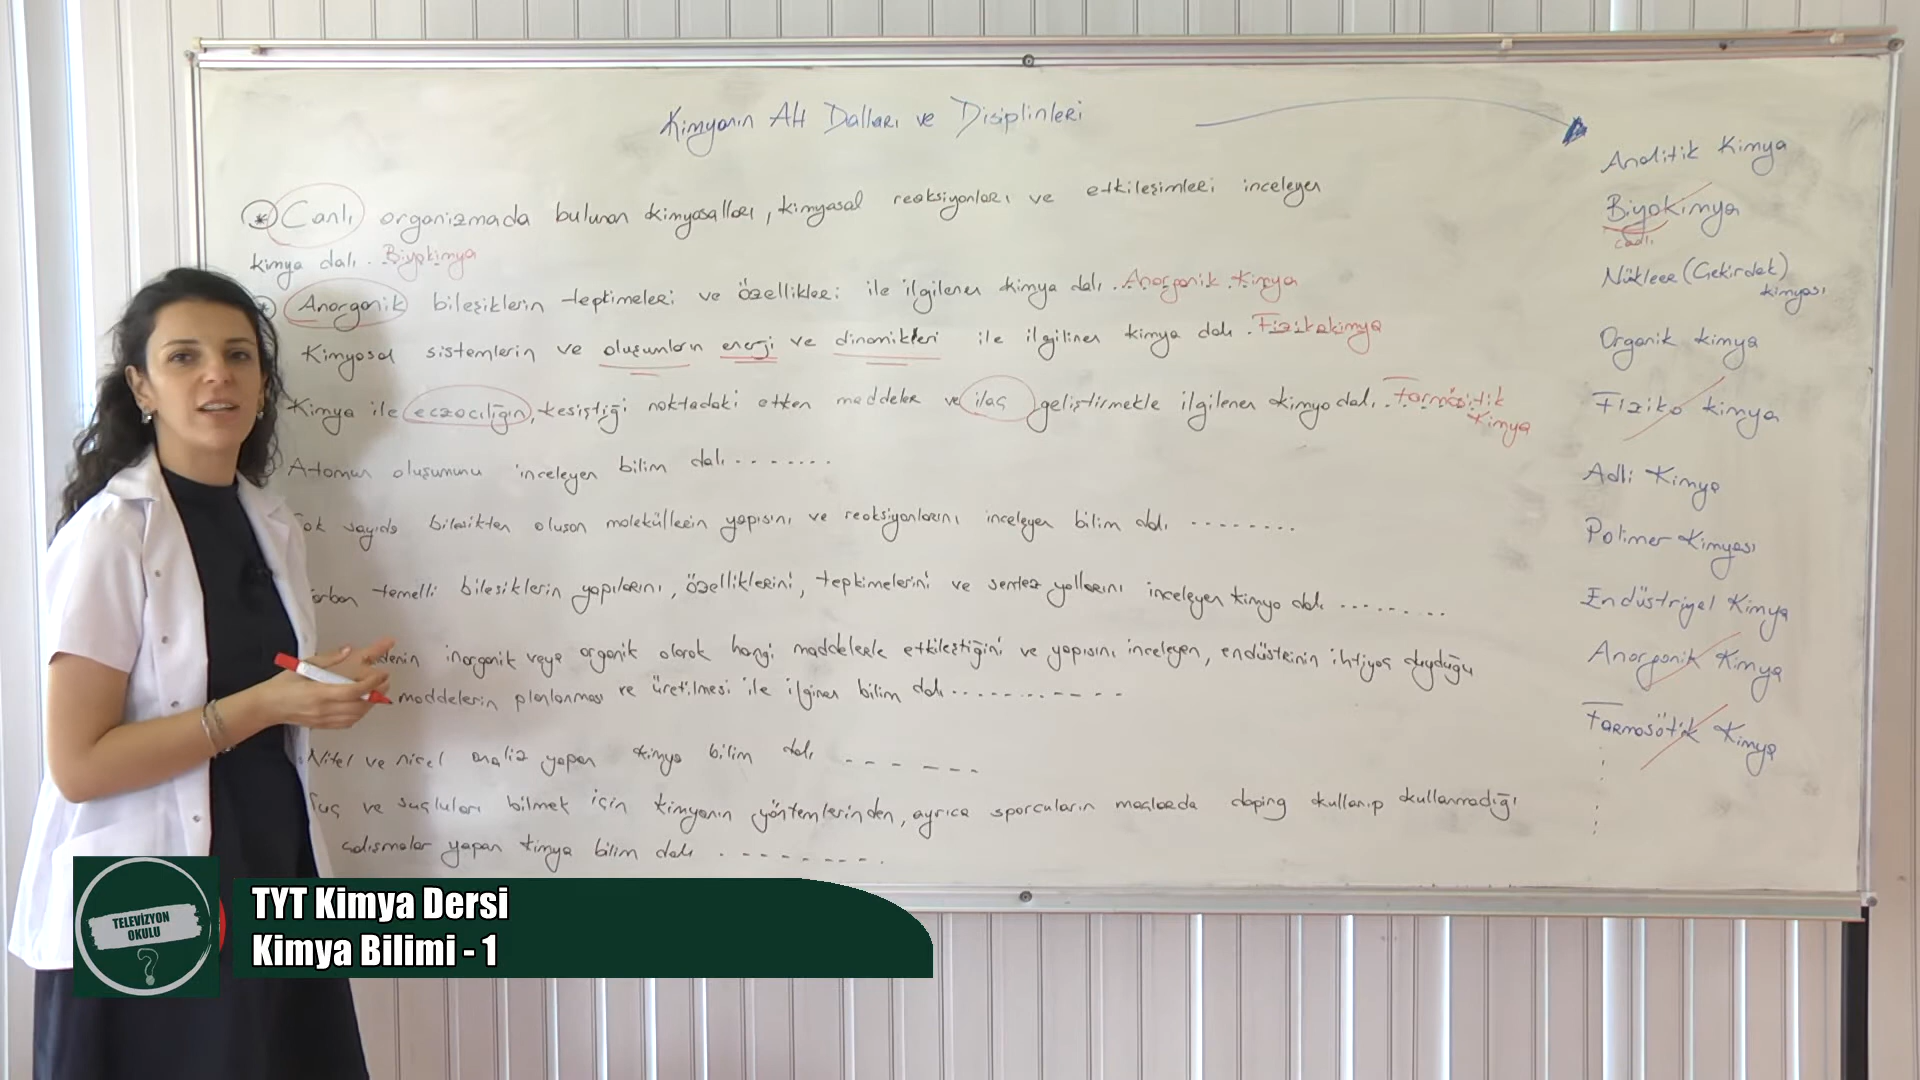 Kimyanın Alt Dalları ve Disiplinleri
* Canlı organizmada bulunan kimyasalları, kimyasal reaksiyonları ve etkileşimleri inceleyen
kimya dalı. Biyokimya
Anorganik bileşiklerin tepkimeleri ve özellikleri ile ilgilenen kimya dalı. Anorganik Kimya
Kimyasal sistemlerin ve oluşumların enerji ve dinamikleri ile ilgilinen kimya dalı. Fizikokimya
Kimya ile eczacılığın kesiştiği noktadaki etken maddeler ve ilaç geliştirmekle ilgilenen kimya dalı. Farmasötik
Kimya
Atomun oluşumunu inceleyen bilim dalı .......
sayıda bileşikten oluşan moleküllerin yapısını ve reaksiyonlarını inceleyen bilim dalı ........
temelli bileşiklerin yapılarını, özelliklerini, tepkimelerini ve sentez yollarını inceleyen kimya dalı .........
inorganik veya organik olarak hangi maddelerle etkileştiğini ve yapısını inceleyen, endüstrinin ihtiyaç duyduğu
maddelerin planlanması ve üretilmesi ile ilginen bilim dalı ...........
Nitel ve nicel analiz yapan kimya bilim dalı ......
ve suçluları bilmek için kimyanın yöntemlerinden, ayrıca sporcuların maçlarda doping kullanıp kullanmadığı
çalışmalar yapan kimya bilim dalı .........
Analitik Kimya
Biyokimya
canlı
Nükleer (Çekirdek)
kimyası
Organik kimya
Fiziko kimya
Adli Kimya
Polimer Kimyası
Endüstriyel Kimya
Anorganik Kimya
Farmasötik Kimya
TELEVİZYON
OKULU
?
TYT Kimya Dersi
Kimya Bilimi - 1